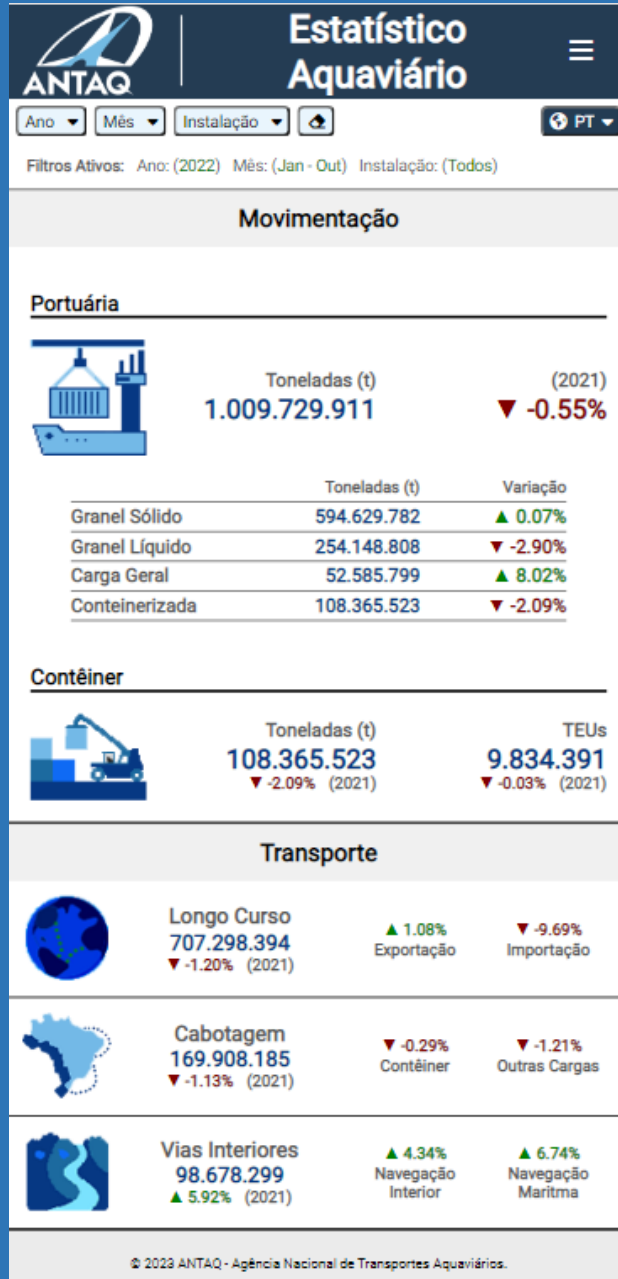 ANTAQ
Estatístico
Aquaviário
Ano ▼ Mês ▼ Instalação ▼ PT ▼
Filtros Ativos: Ano: (2022) Mês: (Jan - Out) Instalação: (Todos)
Movimentação
Portuária
Toneladas (t) (2021)
1.009.729.911 ▼ -0.55%
Toneladas (t) Variação
Granel Sólido 594.629.782 ▲ 0.07%
Granel Líquido 254.148.808 ▼ -2.90%
Carga Geral 52.585.799 ▲ 8.02%
Conteinerizada 108.365.523 ▼ -2.09%
Contêiner
Toneladas (t) TEUs
108.365.523 9.834.391
▼ -2.09% (2021) ▼ -0.03% (2021)
Transporte
Longo Curso
707.298.394
▼ -1.20% (2021)
▲ 1.08%
Exportação
▼ -9.69%
Importação
Cabotagem
169.908.185
▼ -1.13% (2021)
▼ -0.29%
Contêiner
▼ -1.21%
Outras Cargas
Vias Interiores
98.678.299
▲ 5.92% (2021)
▲ 4.34%
Navegação
Interior
▲ 6.74%
Navegação
Maritma
© 2023 ANTAQ - Agência Nacional de Transportes Aquaviários.